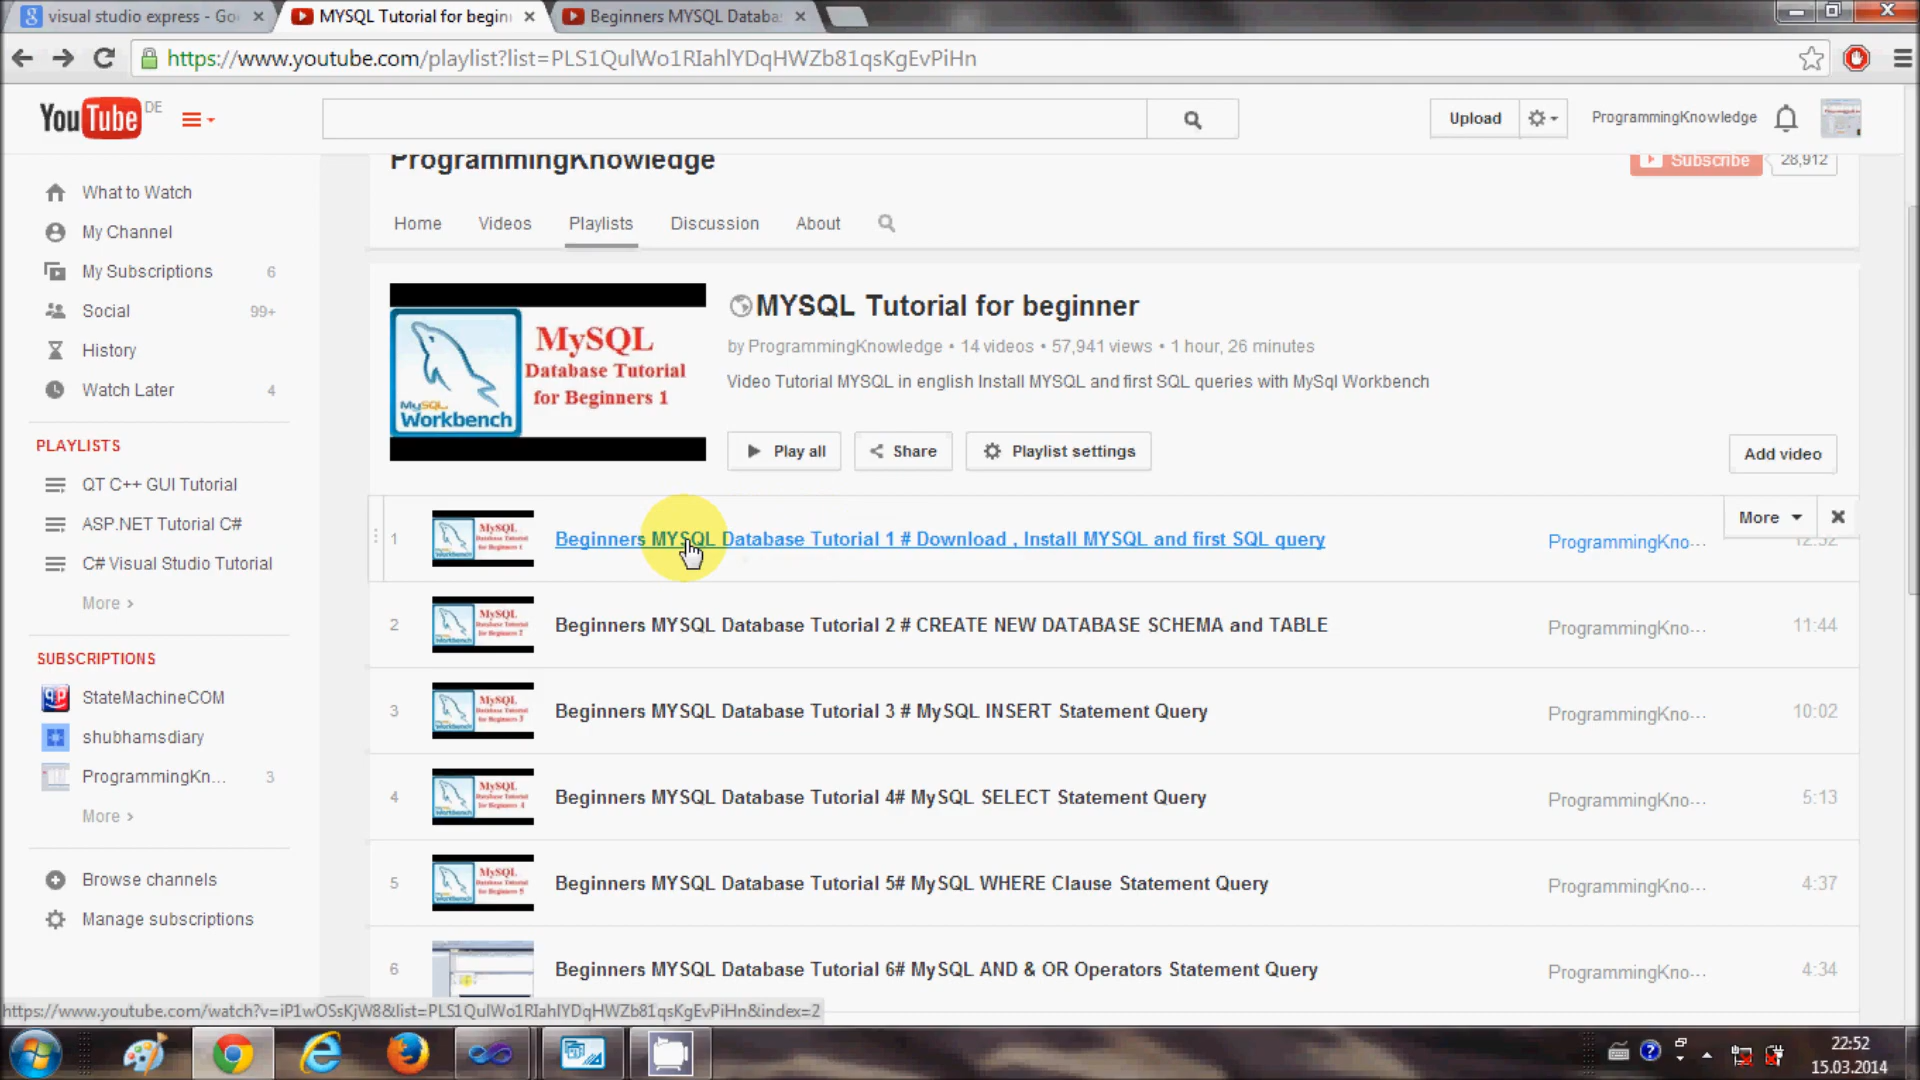 visual studio express - Go
MYSQL Tutorial for begin
Beginners MYSQL Databa
https://www.youtube.com/playlist?list=PLS1QulWo1RIahlYDqHWZb81qsKgEvPiHn
YouTube DE
Upload
ProgrammingKnowledge
ProgrammingKnowledge
Subscribe 28,912
Home Videos Playlists Discussion About
What to Watch
My Channel
My Subscriptions 6
Social 99+
History
Watch Later 4
PLAYLISTS
QT C++ GUI Tutorial
ASP.NET Tutorial C#
C# Visual Studio Tutorial
More >
SUBSCRIPTIONS
StateMachineCOM
shubhamsdiary
ProgrammingKn... 3
More >
Browse channels
Manage subscriptions
MySQL
Database Tutorial
for Beginners 1
MySQL
Workbench
MYSQL Tutorial for beginner
by ProgrammingKnowledge • 14 videos • 57,941 views • 1 hour, 26 minutes
Video Tutorial MYSQL in english Install MYSQL and first SQL queries with MySql Workbench
Play all Share Playlist settings
Add video
1 Beginners MYSQL Database Tutorial 1 # Download , Install MYSQL and first SQL query ProgrammingKno... 12:52
More
2 Beginners MYSQL Database Tutorial 2 # CREATE NEW DATABASE SCHEMA and TABLE ProgrammingKno... 11:44
3 Beginners MYSQL Database Tutorial 3 # MySQL INSERT Statement Query ProgrammingKno... 10:02
4 Beginners MYSQL Database Tutorial 4# MySQL SELECT Statement Query ProgrammingKno... 5:13
5 Beginners MYSQL Database Tutorial 5# MySQL WHERE Clause Statement Query ProgrammingKno... 4:37
6 Beginners MYSQL Database Tutorial 6# MySQL AND & OR Operators Statement Query ProgrammingKno... 4:34
https://www.youtube.com/watch?v=iP1wOSsKjW8&list=PLS1QulWo1RIahlYDqHWZb81qsKgEvPiHn&index=2
22:52
15.03.2014